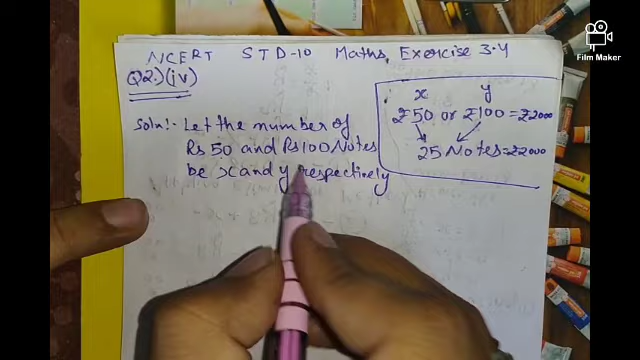 NCERT STD-10 Maths, Exercise 3.4
Q2.)(iv)
Soln:- Let the number of
Rs 50 and Rs100 Notes
be x and y respectively
x y
₹50 or ₹100 = ₹2000
25 Notes = ₹2000
Film Maker